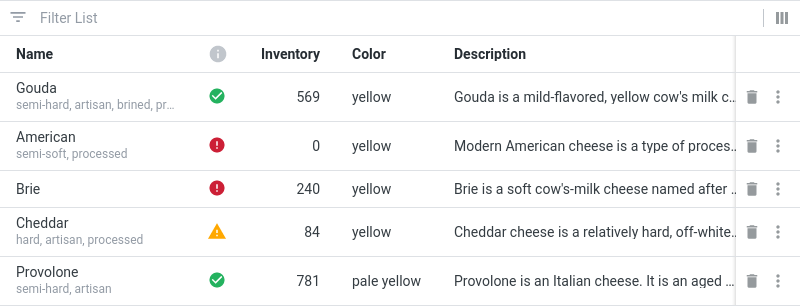 Filter List
Name Inventory Color Description
Gouda
semi-hard, artisan, brined, pr...
569 yellow Gouda is a mild-flavored, yellow cow's milk c...
American
semi-soft, processed
0 yellow Modern American cheese is a type of proces...
Brie 240 yellow Brie is a soft cow's-milk cheese named after ...
Cheddar
hard, artisan, processed
84 yellow Cheddar cheese is a relatively hard, off-white...
Provolone
semi-hard, artisan
781 pale yellow Provolone is an Italian cheese. It is an aged ...